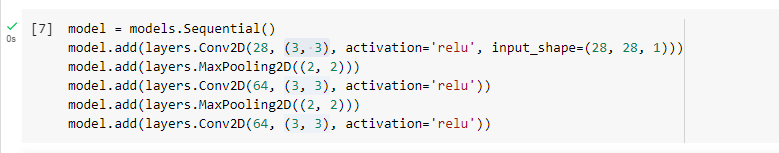 [7] model = models.Sequential()
model.add(layers.Conv2D(28, (3, 3), activation='relu', input_shape=(28, 28, 1)))
model.add(layers.MaxPooling2D((2, 2)))
model.add(layers.Conv2D(64, (3, 3), activation='relu'))
model.add(layers.MaxPooling2D((2, 2)))
model.add(layers.Conv2D(64, (3, 3), activation='relu'))
0s